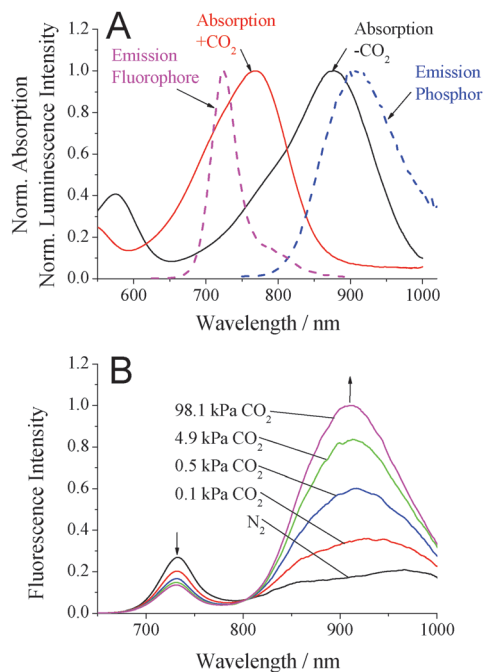 A
Absorption
+CO₂
Absorption
-CO₂
Emission
Fluorophore
Emission
Phosphor
Norm. Absorption
Norm. Luminescence Intensity
1.0
0.8
0.6
0.4
0.2
0.0
600 700 800 900 1000
Wavelength / nm
B
1.2
1.0
0.8
0.6
0.4
0.2
0.0
Fluorescence Intensity
98.1 kPa CO₂
4.9 kPa CO₂
0.5 kPa CO₂
0.1 kPa CO₂
N₂
700 800 900 1000
Wavelength / nm